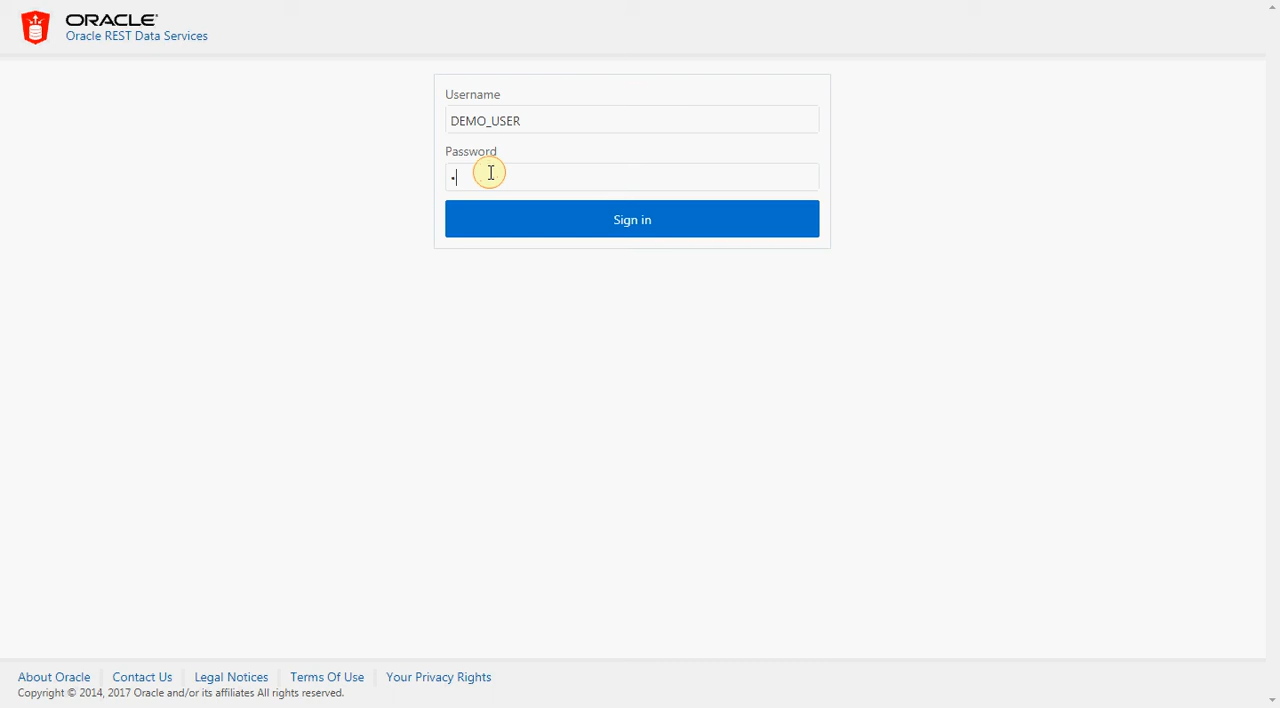 ORACLE
Oracle REST Data Services
Username
DEMO_USER
Password
•
Sign in
About Oracle Contact Us Legal Notices Terms Of Use Your Privacy Rights
Copyright © 2014, 2017 Oracle and/or its affiliates All rights reserved.